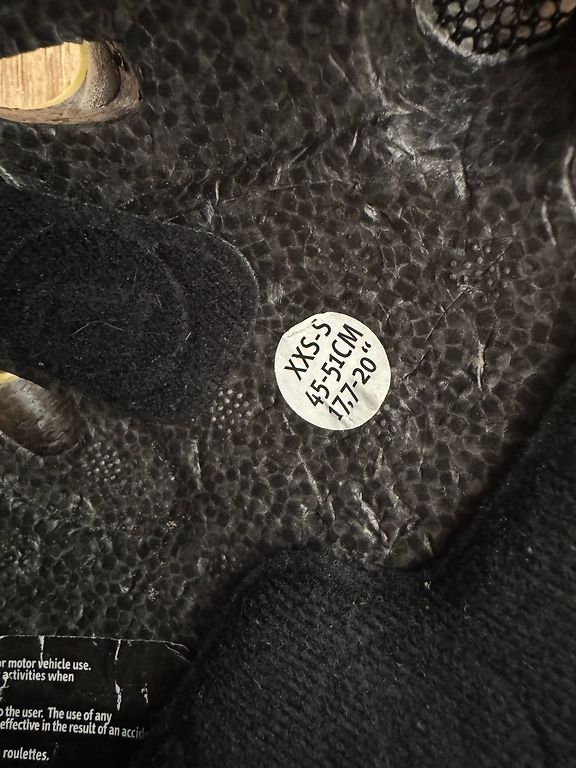 XXS-S
45-51CM
17,7-20“
or motor vehicle use.
activities when
the user. The use of any
effective in the result of an
roulettes.